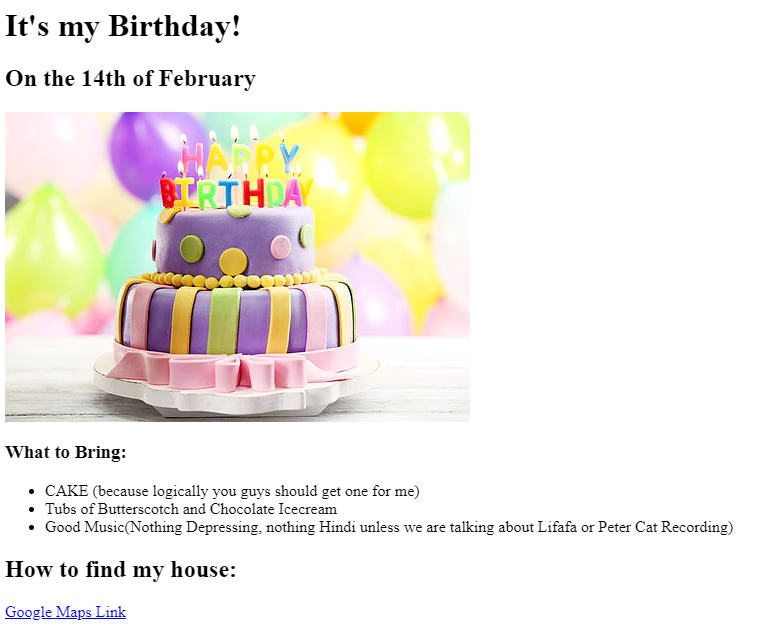 It's my Birthday!
On the 14th of February
HAPPY
BIRTHDAY
What to Bring:
CAKE (because logically you guys should get one for me)
Tubs of Butterscotch and Chocolate Icecream
Good Music(Nothing Depressing, nothing Hindi unless we are talking about Lifafa or Peter Cat Recording)
How to find my house:
Google Maps Link